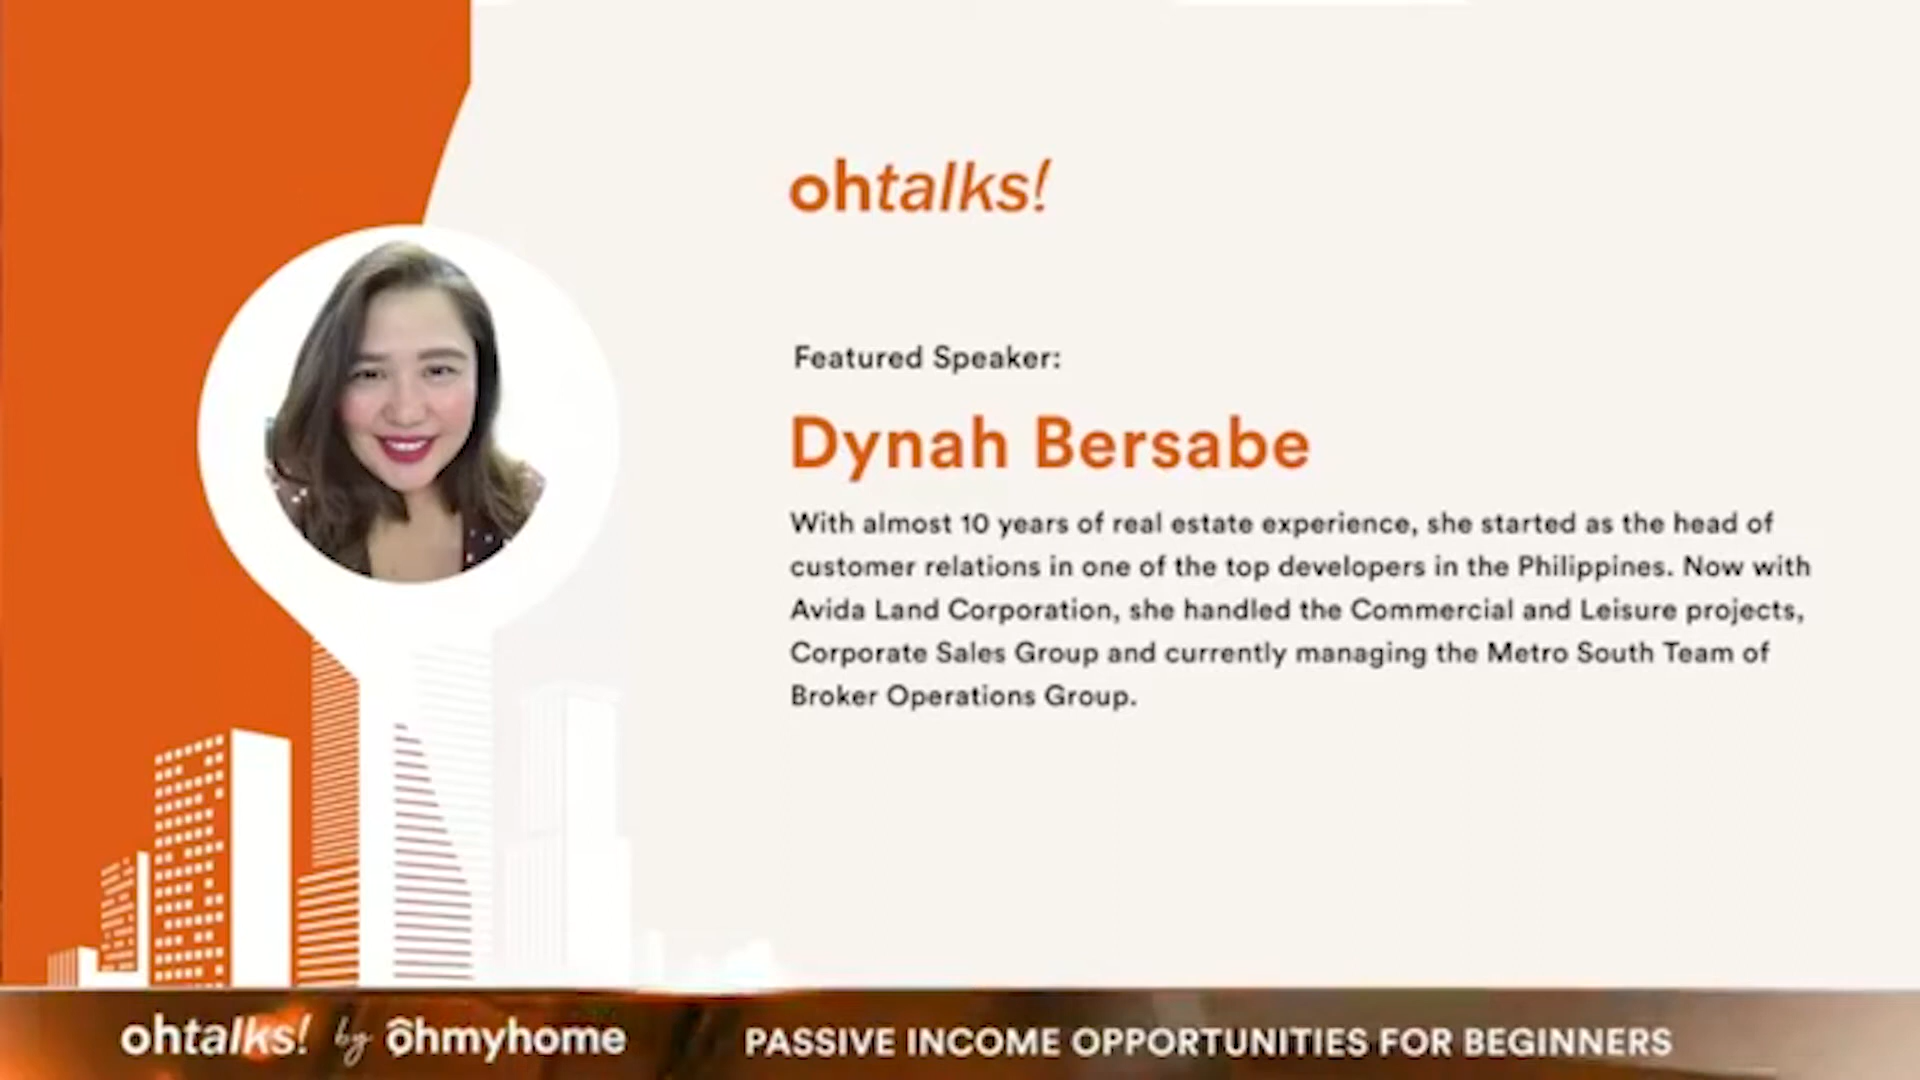 ohtalks!
Featured Speaker:
Dynah Bersabe
With almost 10 years of real estate experience, she started as the head of
customer relations in one of the top developers in the Philippines. Now with
Avida Land Corporation, she handled the Commercial and Leisure projects,
Corporate Sales Group and currently managing the Metro South Team of
Broker Operations Group.
ohtalks! by ôhmyhome PASSIVE INCOME OPPORTUNITIES FOR BEGINNERS